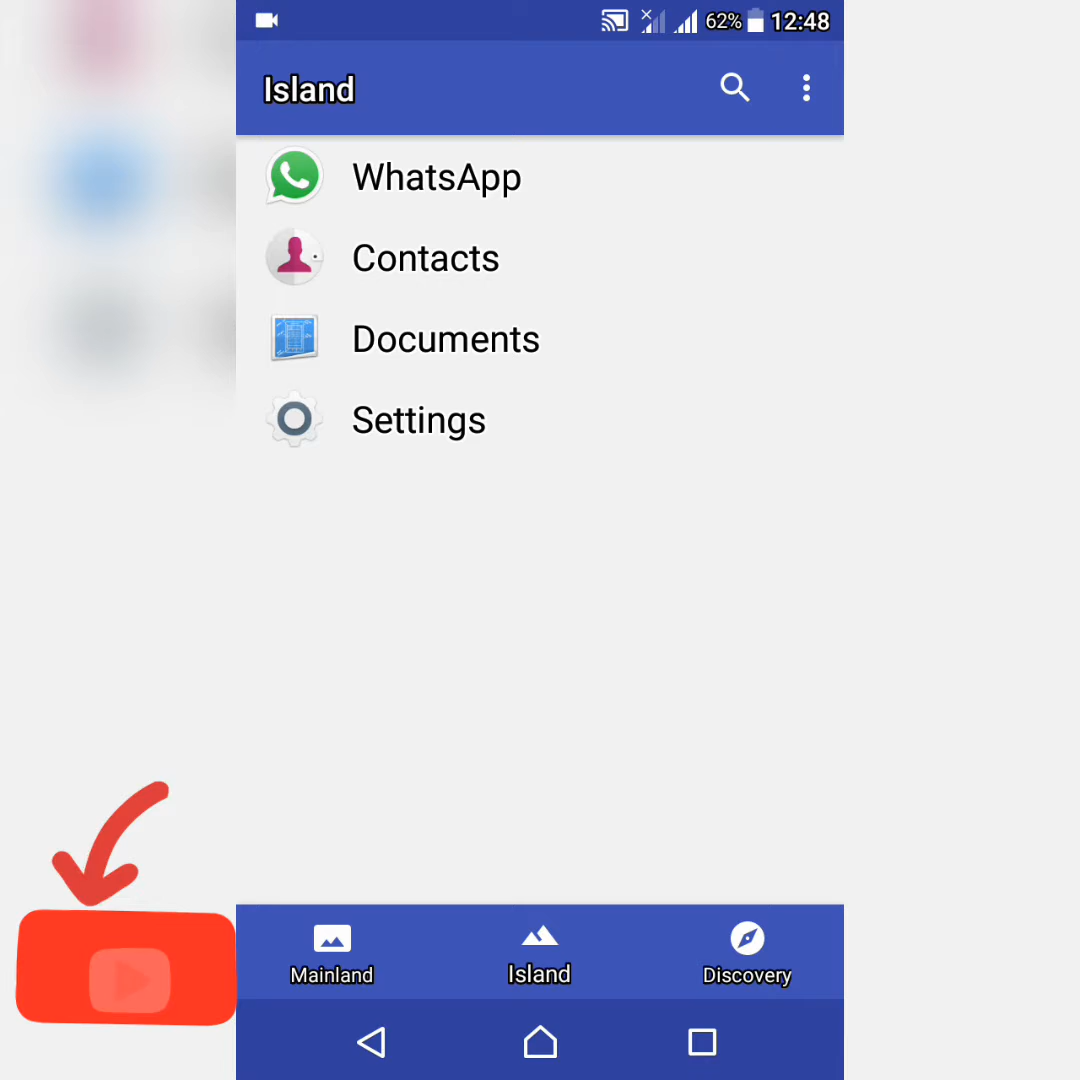 62% 12:48
Island
WhatsApp
Contacts
Documents
Settings
Mainland Island Discovery